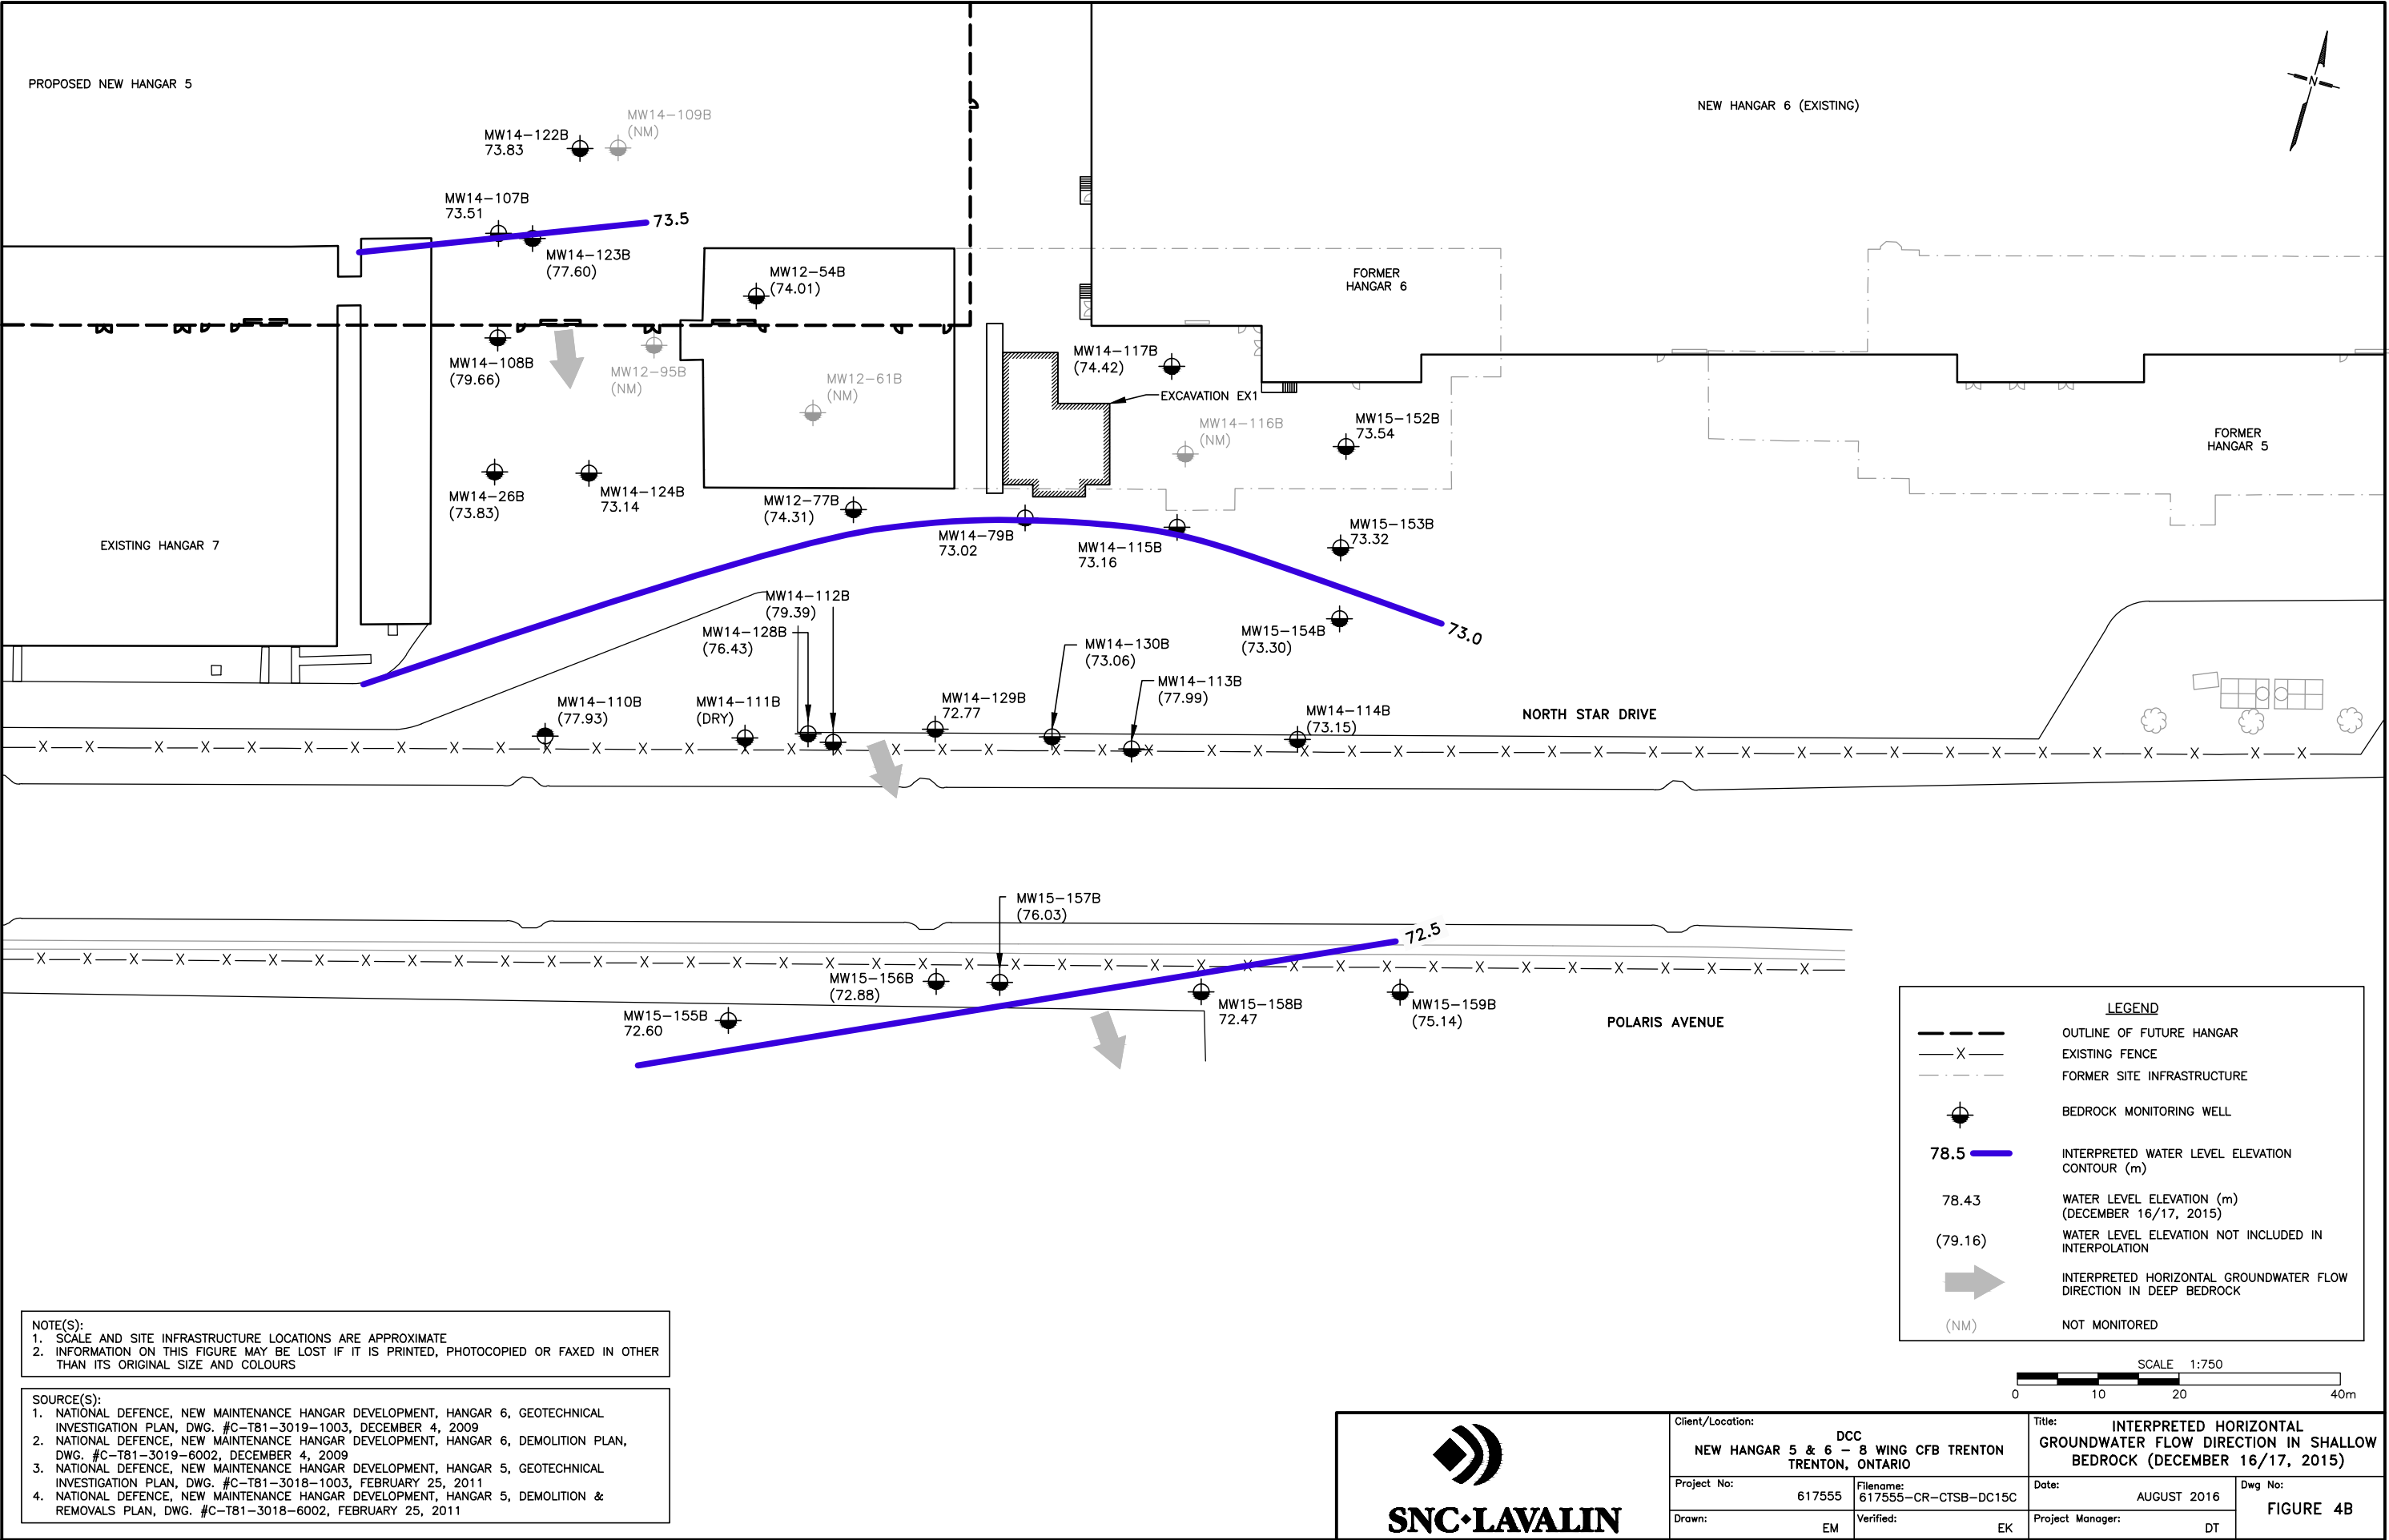 PROPOSED NEW HANGAR 5
NEW HANGAR 6 (EXISTING)
N
MW14-109B
(NM)
MW14-122B
73.83
MW14-107B
73.51
73.5
MW14-123B
(77.60)
MW12-54B
(74.01)
FORMER
HANGAR 6
MW14-108B
(79.66)
MW12-95B
(NM)
MW12-61B
(NM)
MW14-117B
(74.42)
EXCAVATION EX1
MW14-116B
(NM)
MW15-152B
73.54
FORMER
HANGAR 5
MW14-26B
(73.83)
MW14-124B
73.14
MW12-77B
(74.31)
MW14-79B
73.02
MW14-115B
73.16
MW15-153B
73.32
EXISTING HANGAR 7
MW14-112B
(79.39)
MW14-128B
(76.43)
MW14-130B
(73.06)
MW15-154B
(73.30)
73.0
MW14-113B
(77.99)
MW14-110B
(77.93)
MW14-111B
(DRY)
MW14-129B
72.77
MW14-114B
(73.15)
NORTH STAR DRIVE
MW15-157B
(76.03)
72.5
MW15-156B
(72.88)
MW15-155B
72.60
MW15-158B
72.47
MW15-159B
(75.14)
POLARIS AVENUE
LEGEND
OUTLINE OF FUTURE HANGAR
X EXISTING FENCE
FORMER SITE INFRASTRUCTURE
BEDROCK MONITORING WELL
78.5 INTERPRETED WATER LEVEL ELEVATION
CONTOUR (m)
78.43 WATER LEVEL ELEVATION (m)
(DECEMBER 16/17, 2015)
(79.16) WATER LEVEL ELEVATION NOT INCLUDED IN
INTERPOLATION
INTERPRETED HORIZONTAL GROUNDWATER FLOW
DIRECTION IN DEEP BEDROCK
(NM) NOT MONITORED
SCALE 1:750
0 10 20 40m
NOTE(S):
1. SCALE AND SITE INFRASTRUCTURE LOCATIONS ARE APPROXIMATE
2. INFORMATION ON THIS FIGURE MAY BE LOST IF IT IS PRINTED, PHOTOCOPIED OR FAXED IN OTHER
THAN ITS ORIGINAL SIZE AND COLOURS
SOURCE(S):
1. NATIONAL DEFENCE, NEW MAINTENANCE HANGAR DEVELOPMENT, HANGAR 6, GEOTECHNICAL
INVESTIGATION PLAN, DWG. #C-T81-3019-1003, DECEMBER 4, 2009
2. NATIONAL DEFENCE, NEW MAINTENANCE HANGAR DEVELOPMENT, HANGAR 6, DEMOLITION PLAN,
DWG. #C-T81-3019-6002, DECEMBER 4, 2009
3. NATIONAL DEFENCE, NEW MAINTENANCE HANGAR DEVELOPMENT, HANGAR 5, GEOTECHNICAL
INVESTIGATION PLAN, DWG. #C-T81-3018-1003, FEBRUARY 25, 2011
4. NATIONAL DEFENCE, NEW MAINTENANCE HANGAR DEVELOPMENT, HANGAR 5, DEMOLITION &
REMOVALS PLAN, DWG. #C-T81-3018-6002, FEBRUARY 25, 2011
SNC•LAVALIN
Client/Location:
DCC
NEW HANGAR 5 & 6 - 8 WING CFB TRENTON
TRENTON, ONTARIO
Title:
INTERPRETED HORIZONTAL
GROUNDWATER FLOW DIRECTION IN SHALLOW
BEDROCK (DECEMBER 16/17, 2015)
Project No: 617555
Filename: 617555-CR-CTSB-DC15C
Date: AUGUST 2016
Dwg No: FIGURE 4B
Drawn: EM
Verified: EK
Project Manager: DT